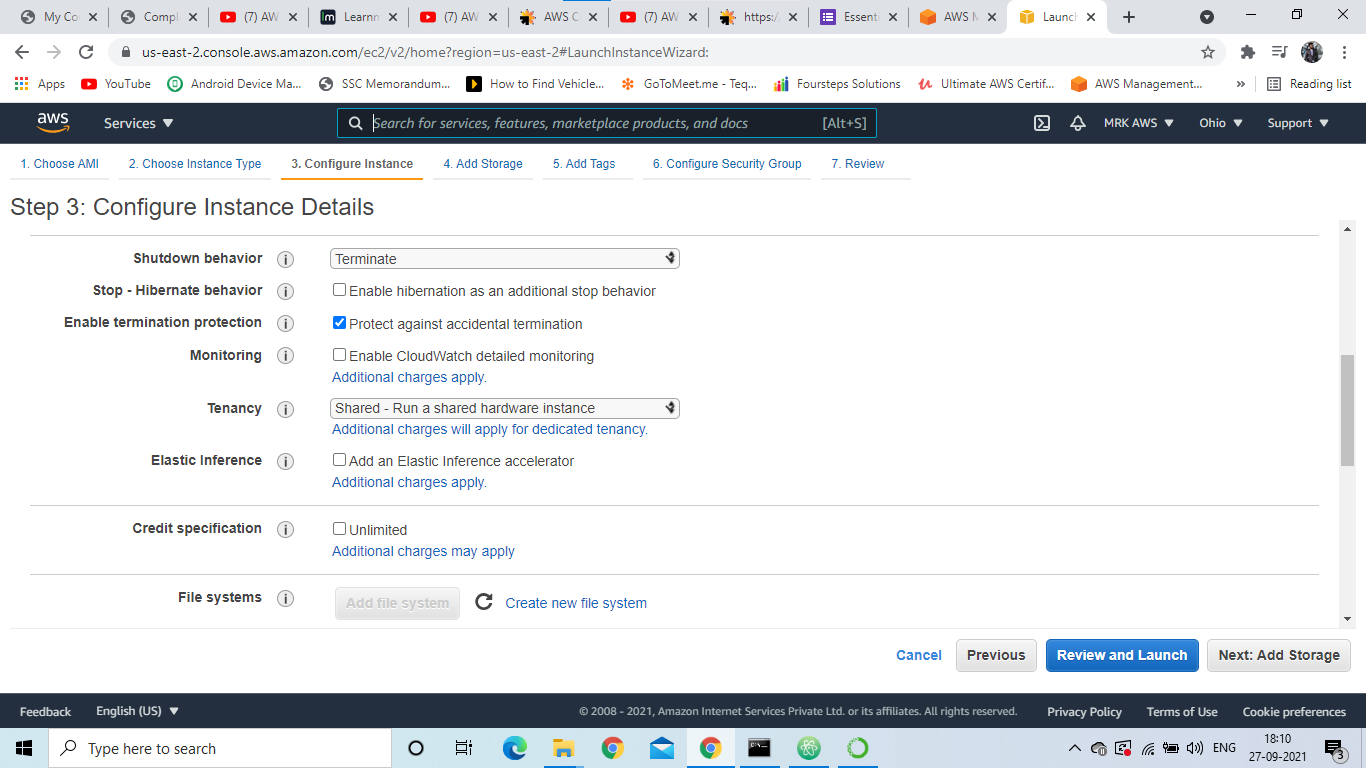 My Co
Compl
(7) AW
Learnn
(7) AW
AWS C
(7) AW
https:/
Essent
AWS M
Launc
us-east-2.console.aws.amazon.com/ec2/v2/home?region=us-east-2#LaunchInstanceWizard:
Apps
YouTube
Android Device Ma...
SSC Memorandum...
How to Find Vehicle...
GoToMeet.me - Teq...
Foursteps Solutions
Ultimate AWS Certif...
AWS Management...
»
Reading list
aws
Services
Search for services, features, marketplace products, and docs
[Alt+S]
MRK AWS
Ohio
Support
1. Choose AMI
2. Choose Instance Type
3. Configure Instance
4. Add Storage
5. Add Tags
6. Configure Security Group
7. Review
Step 3: Configure Instance Details
Shutdown behavior
Terminate
Stop - Hibernate behavior
Enable hibernation as an additional stop behavior
Enable termination protection
Protect against accidental termination
Monitoring
Enable CloudWatch detailed monitoring
Additional charges apply.
Tenancy
Shared - Run a shared hardware instance
Additional charges will apply for dedicated tenancy.
Elastic Inference
Add an Elastic Inference accelerator
Additional charges apply.
Credit specification
Unlimited
Additional charges may apply
File systems
Add file system
Create new file system
Cancel
Previous
Review and Launch
Next: Add Storage
Feedback
English (US)
© 2008 - 2021, Amazon Internet Services Private Ltd. or its affiliates. All rights reserved.
Privacy Policy
Terms of Use
Cookie preferences
Type here to search
ENG
18:10
27-09-2021
3